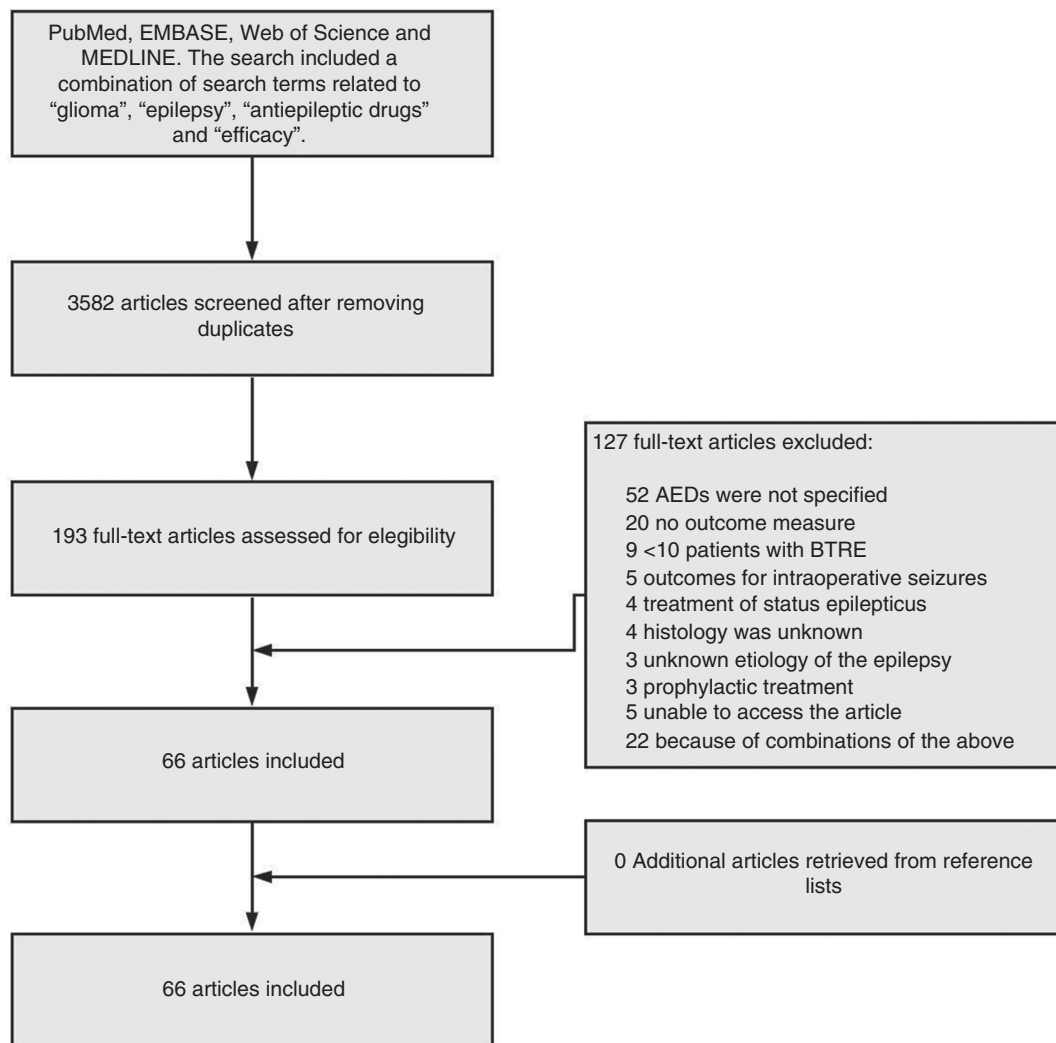 PubMed, EMBASE, Web of Science and
MEDLINE. The search included a
combination of search terms related to
“glioma”, “epilepsy”, “antiepileptic drugs”
and “efficacy”.
3582 articles screened after removing
duplicates
193 full-text articles assessed for elegibility
127 full-text articles excluded:
52 AEDs were not specified
20 no outcome measure
9 <10 patients with BTRE
5 outcomes for intraoperative seizures
4 treatment of status epilepticus
4 histology was unknown
3 unknown etiology of the epilepsy
3 prophylactic treatment
5 unable to access the article
22 because of combinations of the above
66 articles included
0 Additional articles retrieved from reference
lists
66 articles included